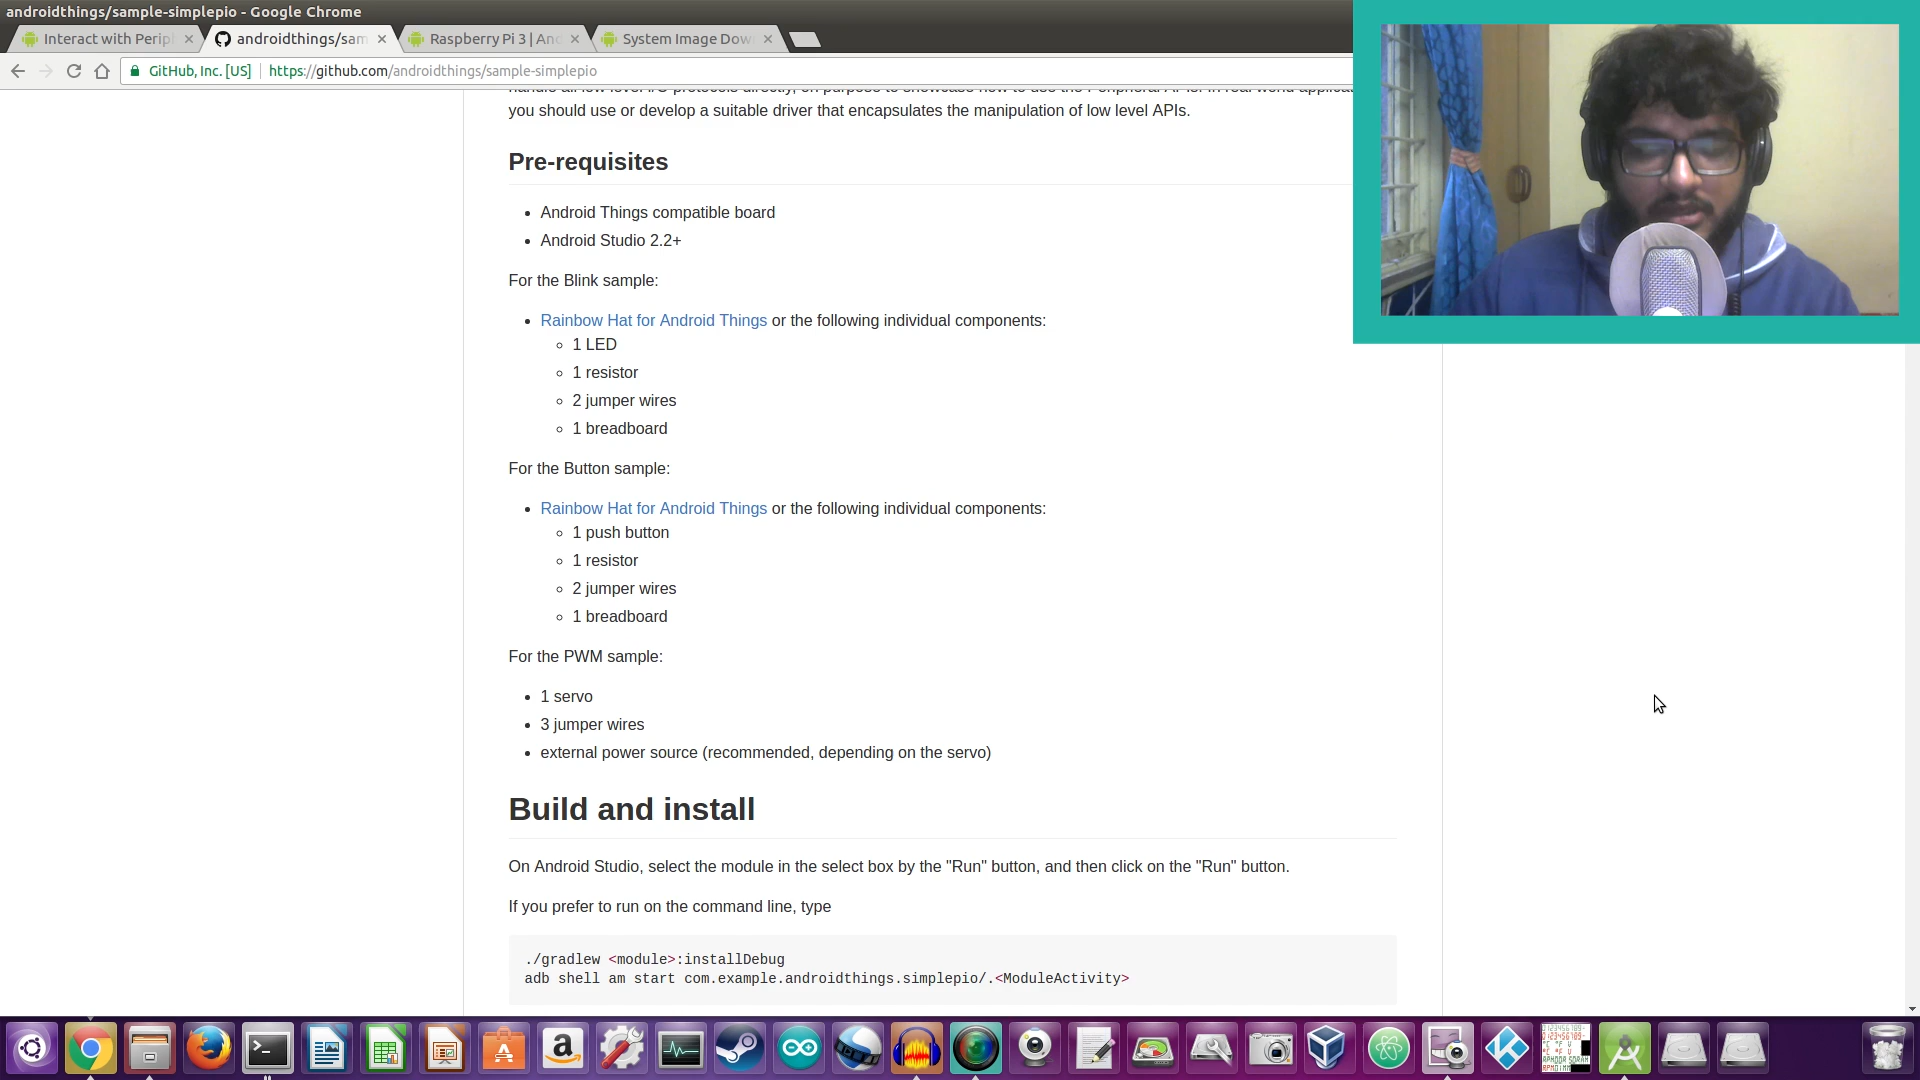 androidthings/sample-simplepio - Google Chrome
Interact with Periph
androidthings/sam
Raspberry Pi 3 | And
System Image Dow
GitHub, Inc. [US]
https://github.com/androidthings/sample-simplepio
you should use or develop a suitable driver that encapsulates the manipulation of low level APIs.
Pre-requisites
Android Things compatible board
Android Studio 2.2+
For the Blink sample:
Rainbow Hat for Android Things or the following individual components:
1 LED
1 resistor
2 jumper wires
1 breadboard
For the Button sample:
Rainbow Hat for Android Things or the following individual components:
1 push button
1 resistor
2 jumper wires
1 breadboard
For the PWM sample:
1 servo
3 jumper wires
external power source (recommended, depending on the servo)
Build and install
On Android Studio, select the module in the select box by the "Run" button, and then click on the "Run" button.
If you prefer to run on the command line, type
./gradlew <module>:installDebug
adb shell am start com.example.androidthings.simplepio/.<ModuleActivity>